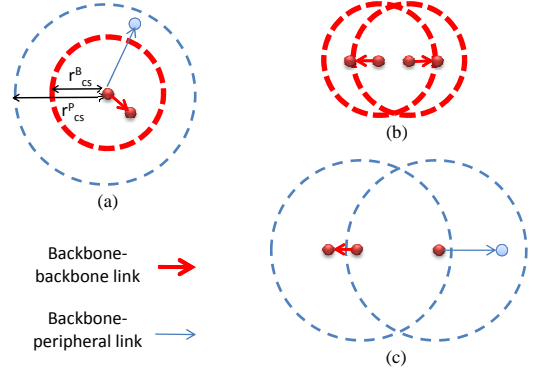 r^B_cs
r^P_cs
(a)
(b)
Backbone-
backbone link
Backbone-
peripheral link
(c)